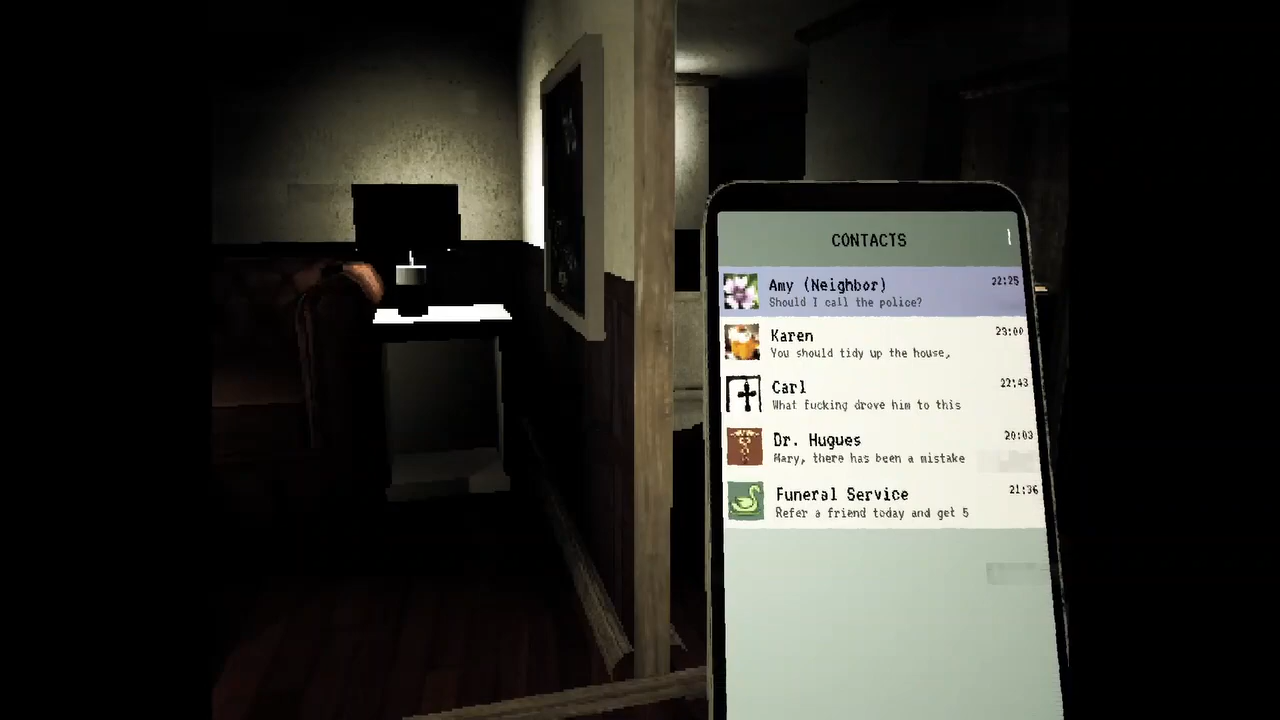 CONTACTS
Amy (Neighbor) 22:25
Should I call the police?
Karen 23:00
You should tidy up the house,
Carl 22:43
What fucking drove him to this
Dr. Hugues 20:03
Mary, there has been a mistake
Funeral Service 21:36
Refer a friend today and get 5